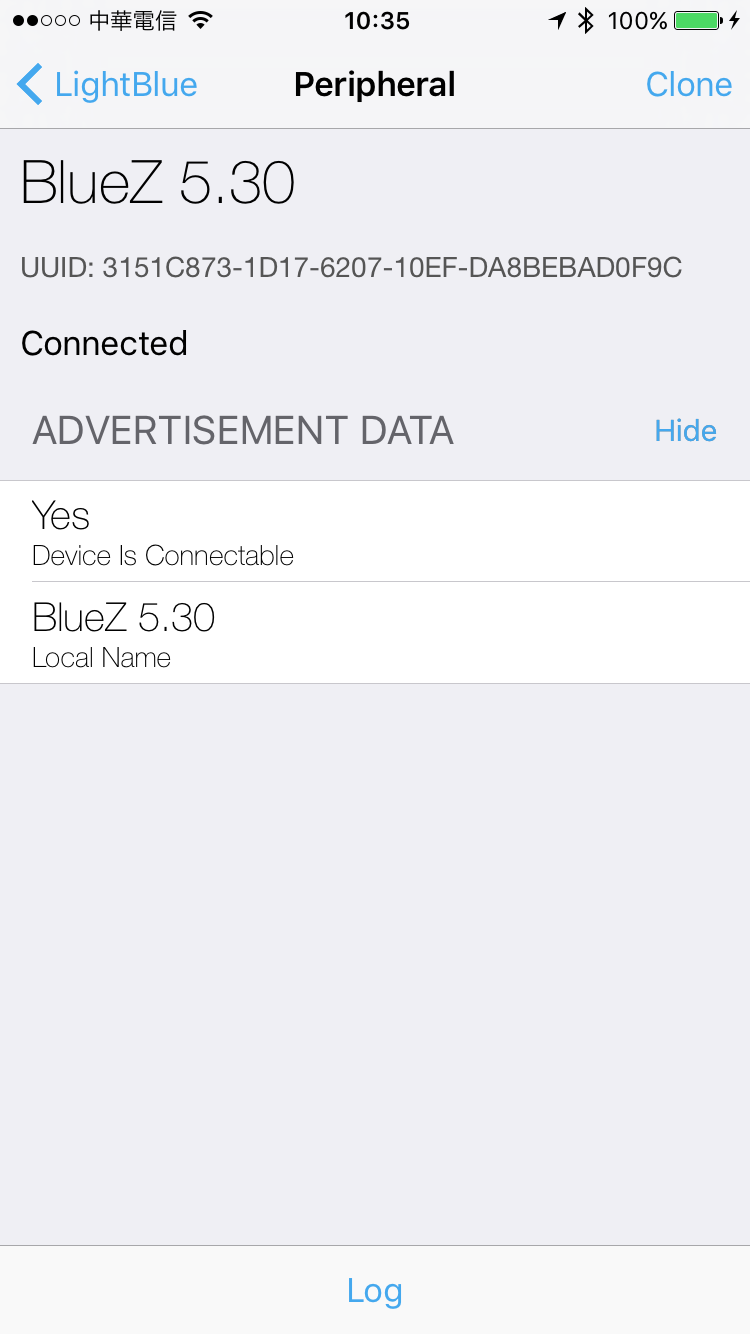 中華電信 10:35 100%
LightBlue Peripheral Clone
BlueZ 5.30
UUID: 3151C873-1D17-6207-10EF-DA8BEBAD0F9C
Connected
ADVERTISEMENT DATA Hide
Yes
Device Is Connectable
BlueZ 5.30
Local Name
Log